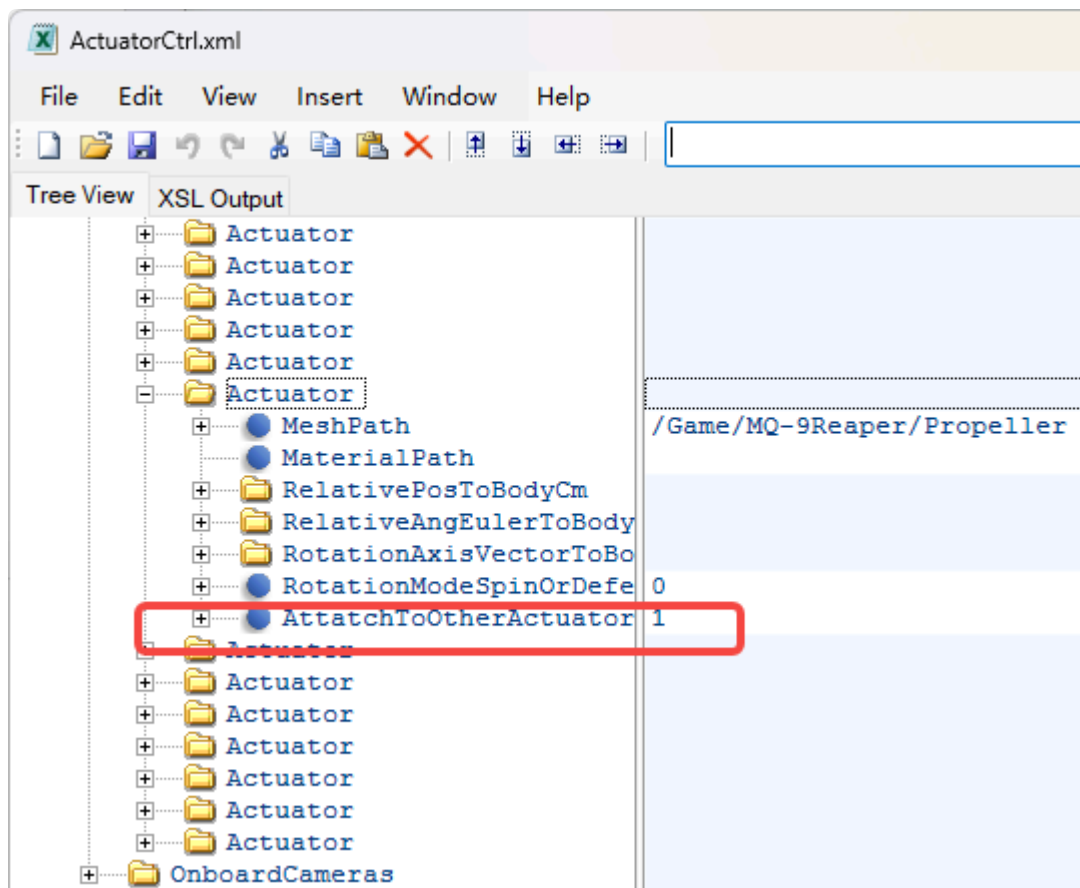 ActuatorCtrl.xml
File Edit View Insert Window Help
Tree View XSL Output
Actuator
Actuator
Actuator
Actuator
Actuator
Actuator
MeshPath /Game/MQ-9Reaper/Propeller
MaterialPath
RelativePosToBodyCm
RelativeAngEulerToBody
RotationAxisVectorToBo
RotationModeSpinOrDefe 0
AttatchToOtherActuator 1
Actuator
Actuator
Actuator
Actuator
Actuator
Actuator
Actuator
OnboardCameras